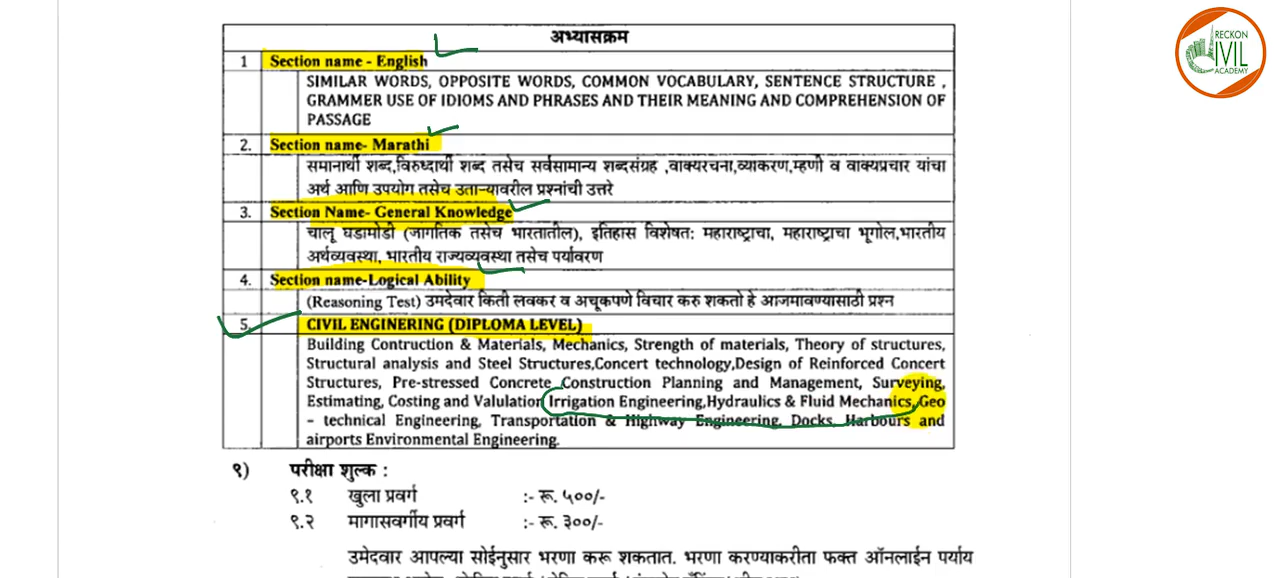 RECKON
CIVIL
ACADEMY
अभ्यासक्रम
1 Section name - English
SIMILAR WORDS, OPPOSITE WORDS, COMMON VOCABULARY, SENTENCE STRUCTURE ,
GRAMMER USE OF IDIOMS AND PHRASES AND THEIR MEANING AND COMPREHENSION OF
PASSAGE
2. Section name- Marathi
समानार्थी शब्द,विरुध्दार्थी शब्द तसेच सर्वसामान्य शब्दसंग्रह ,वाक्यरचना,व्याकरण,म्हणी व वाक्यप्रचार यांचा
अर्थ आणि उपयोग तसेच उताऱ्यावरील प्रश्नांची उत्तरे
3. Section Name- General Knowledge
चालू घडामोडी (जागतिक तसेच भारतातील), इतिहास विशेषत: महाराष्ट्राचा, महाराष्ट्राचा भूगोल,भारतीय
अर्थव्यवस्था, भारतीय राज्यव्यवस्था तसेच पर्यावरण
4. Section name-Logical Ability
(Reasoning Test) उमेदवार किती लवकर व अचूकपणे विचार करु शकतो हे आजमावण्यासाठी प्रश्न
5. CIVIL ENGINERING (DIPLOMA LEVEL)
Building Contruction & Materials, Mechanics, Strength of materials, Theory of structures,
Structural analysis and Steel Structures,Concert technology,Design of Reinforced Concert
Structures, Pre-stressed Concrete Construction Planning and Management, Surveying,
Estimating, Costing and Valulation Irrigation Engineering,Hydraulics & Fluid Mechanics, Geo
- technical Engineering, Transportation & Highway Engineering, Docks, Harbours and
airports Environmental Engineering.
९) परीक्षा शुल्क :
९.१ खुला प्रवर्ग :- रू. ५००/-
९.२ मागासवर्गीय प्रवर्ग :- रू. ३००/-
उमेदवार आपल्या सोईनुसार भरणा करू शकतात. भरणा करण्याकरीता फक्त ऑनलाईन पर्याय